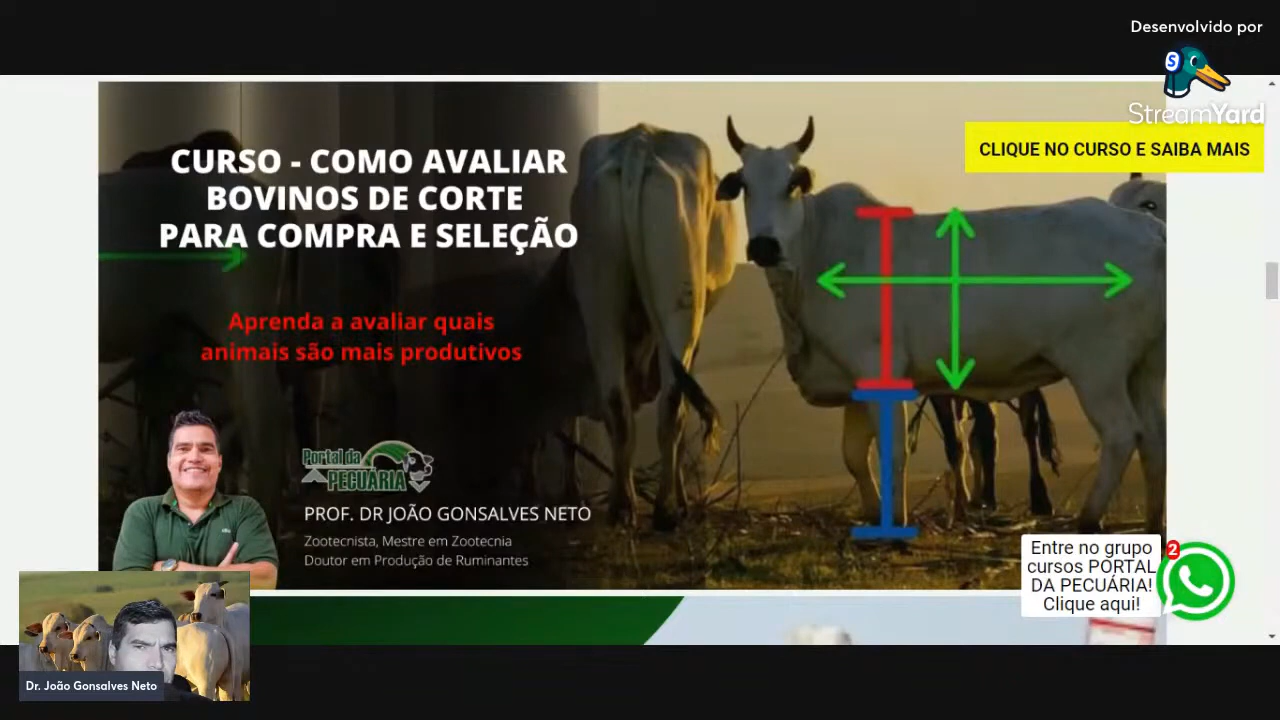 Desenvolvido por
S
StreamYard
CLIQUE NO CURSO E SAIBA MAIS
CURSO - COMO AVALIAR
BOVINOS DE CORTE
PARA COMPRA E SELEÇÃO
Aprenda a avaliar quais
animais são mais produtivos
Portal da
PECUÁRIA
PROF. DR JOÃO GONSALVES NETO
Zootecnista, Mestre em Zootecnia
Doutor em Produção de Ruminantes
Entre no grupo
cursos PORTAL
DA PECUÁRIA!
Clique aqui!
2
Dr. João Gonsalves Neto